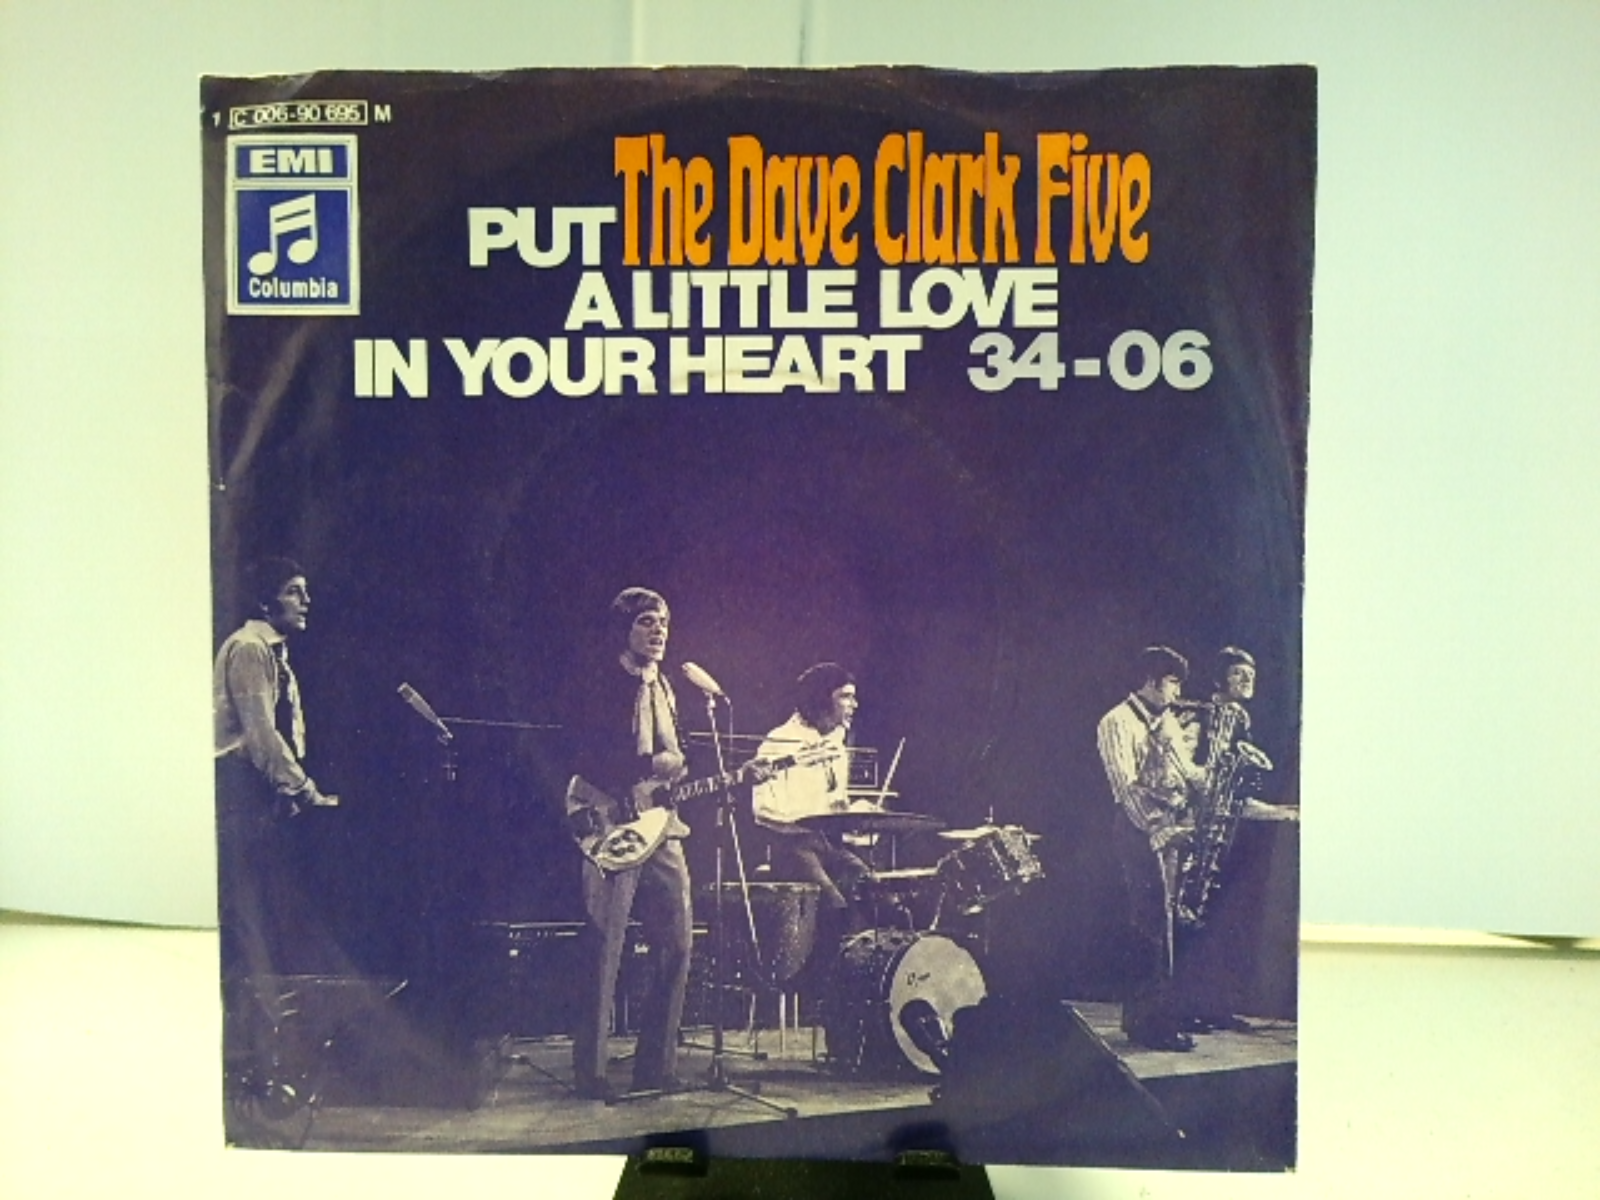 1 C 006-90 695 M
EMI
Columbia
The Dave Clark Five
PUT
A LITTLE LOVE
IN YOUR HEART 34-06